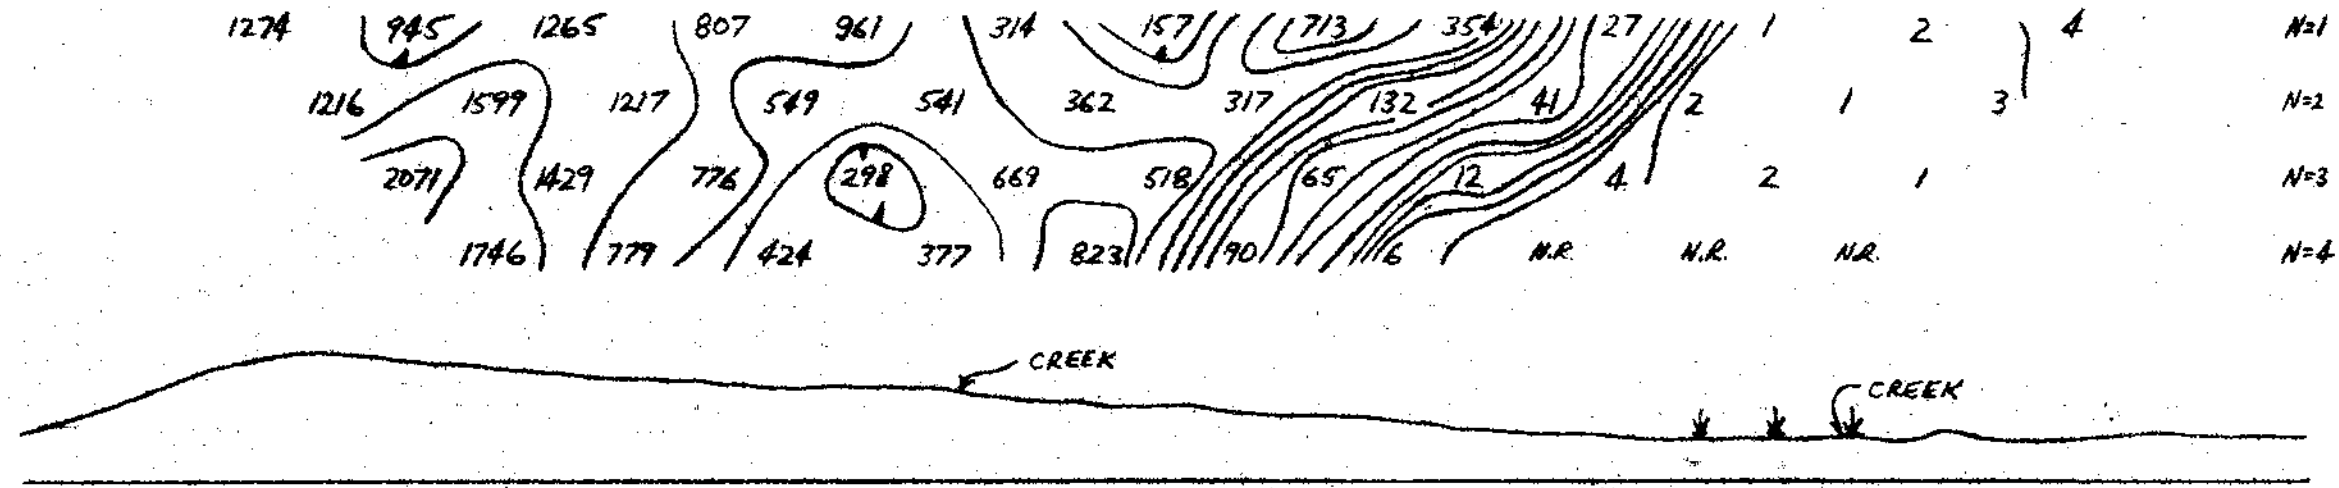 1274 945 1265 807 961 314 157 713 354 27 1 2 4 N=1
1216 1599 1217 549 541 362 317 132 41 2 1 3 N=2
2071 1429 776 298 669 518 65 12 4 2 1 N=3
1746 779 424 377 823 90 6 N.R. N.R. N.R. N=4
CREEK
CREEK